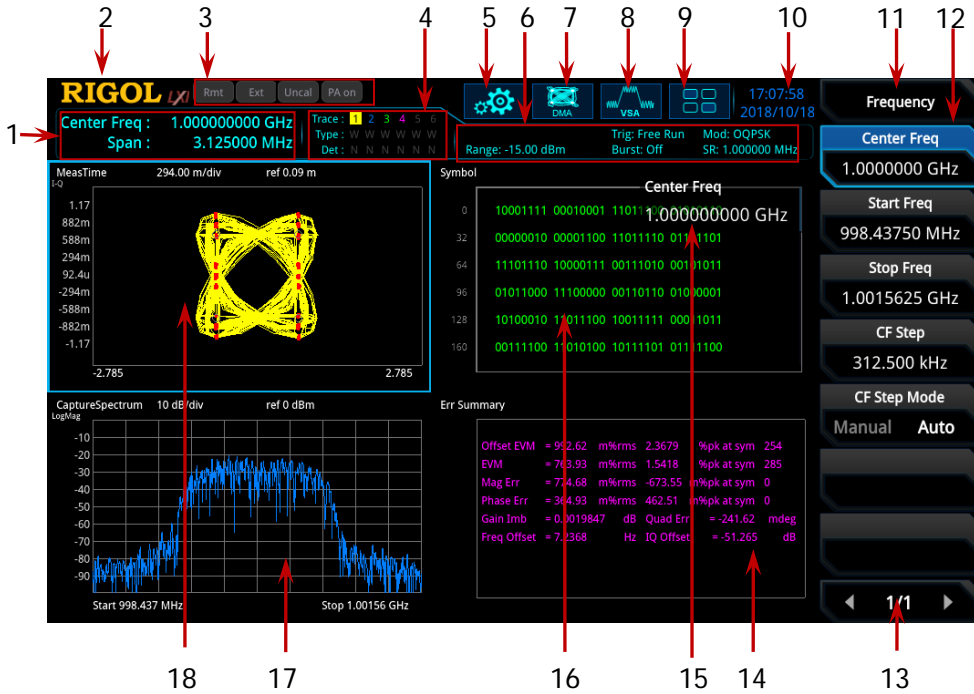 2 3 4 5 6 7 8 9 10 11 12
RIGOL LXI Rmt Ext Uncal PA on
DMA VSA
17:07:58
2018/10/18
Frequency
1
Center Freq : 1.000000000 GHz
Span : 3.125000 MHz
Trace : 1 2 3 4 5 6
Type : W W W W W W
Det : N N N N N N
Trig: Free Run Mod: OQPSK
Range: -15.00 dBm Burst: Off SR: 1.000000 MHz
Center Freq
1.0000000 GHz
Start Freq
998.43750 MHz
Stop Freq
1.0015625 GHz
CF Step
312.500 kHz
CF Step Mode
Manual Auto
1/1
MeasTime 294.00 m/div ref 0.09 m
I-Q
1.17
882m
588m
294m
92.4u
-294m
-588m
-882m
-1.17
-2.785 2.785
Symbol
Center Freq
1.000000000 GHz
0 10001111 00010001
32 00000010 00001100 11011110
64 11101110 10000111 00111010
96 01011000 11100000 00110110
128 10100010 10011111
160 00111100 10111101
CaptureSpectrum 10 dB/div ref 0 dBm
LogMag
-10
-20
-30
-40
-50
-60
-70
-80
-90
Start 998.437 MHz Stop 1.00156 GHz
Err Summary
Offset EVM = 992.62 m%rms 2.3679 %pk at sym 254
EVM = 763.93 m%rms 1.5418 %pk at sym 285
Mag Err = 774.68 m%rms -673.55 m%pk at sym 0
Phase Err = 364.93 m%rms 462.51 m%pk at sym 0
Gain Imb = 0.0019847 dB Quad Err = -241.62 mdeg
Freq Offset = 7.2368 Hz IQ Offset = -51.265 dB
18 17 16 15 14 13